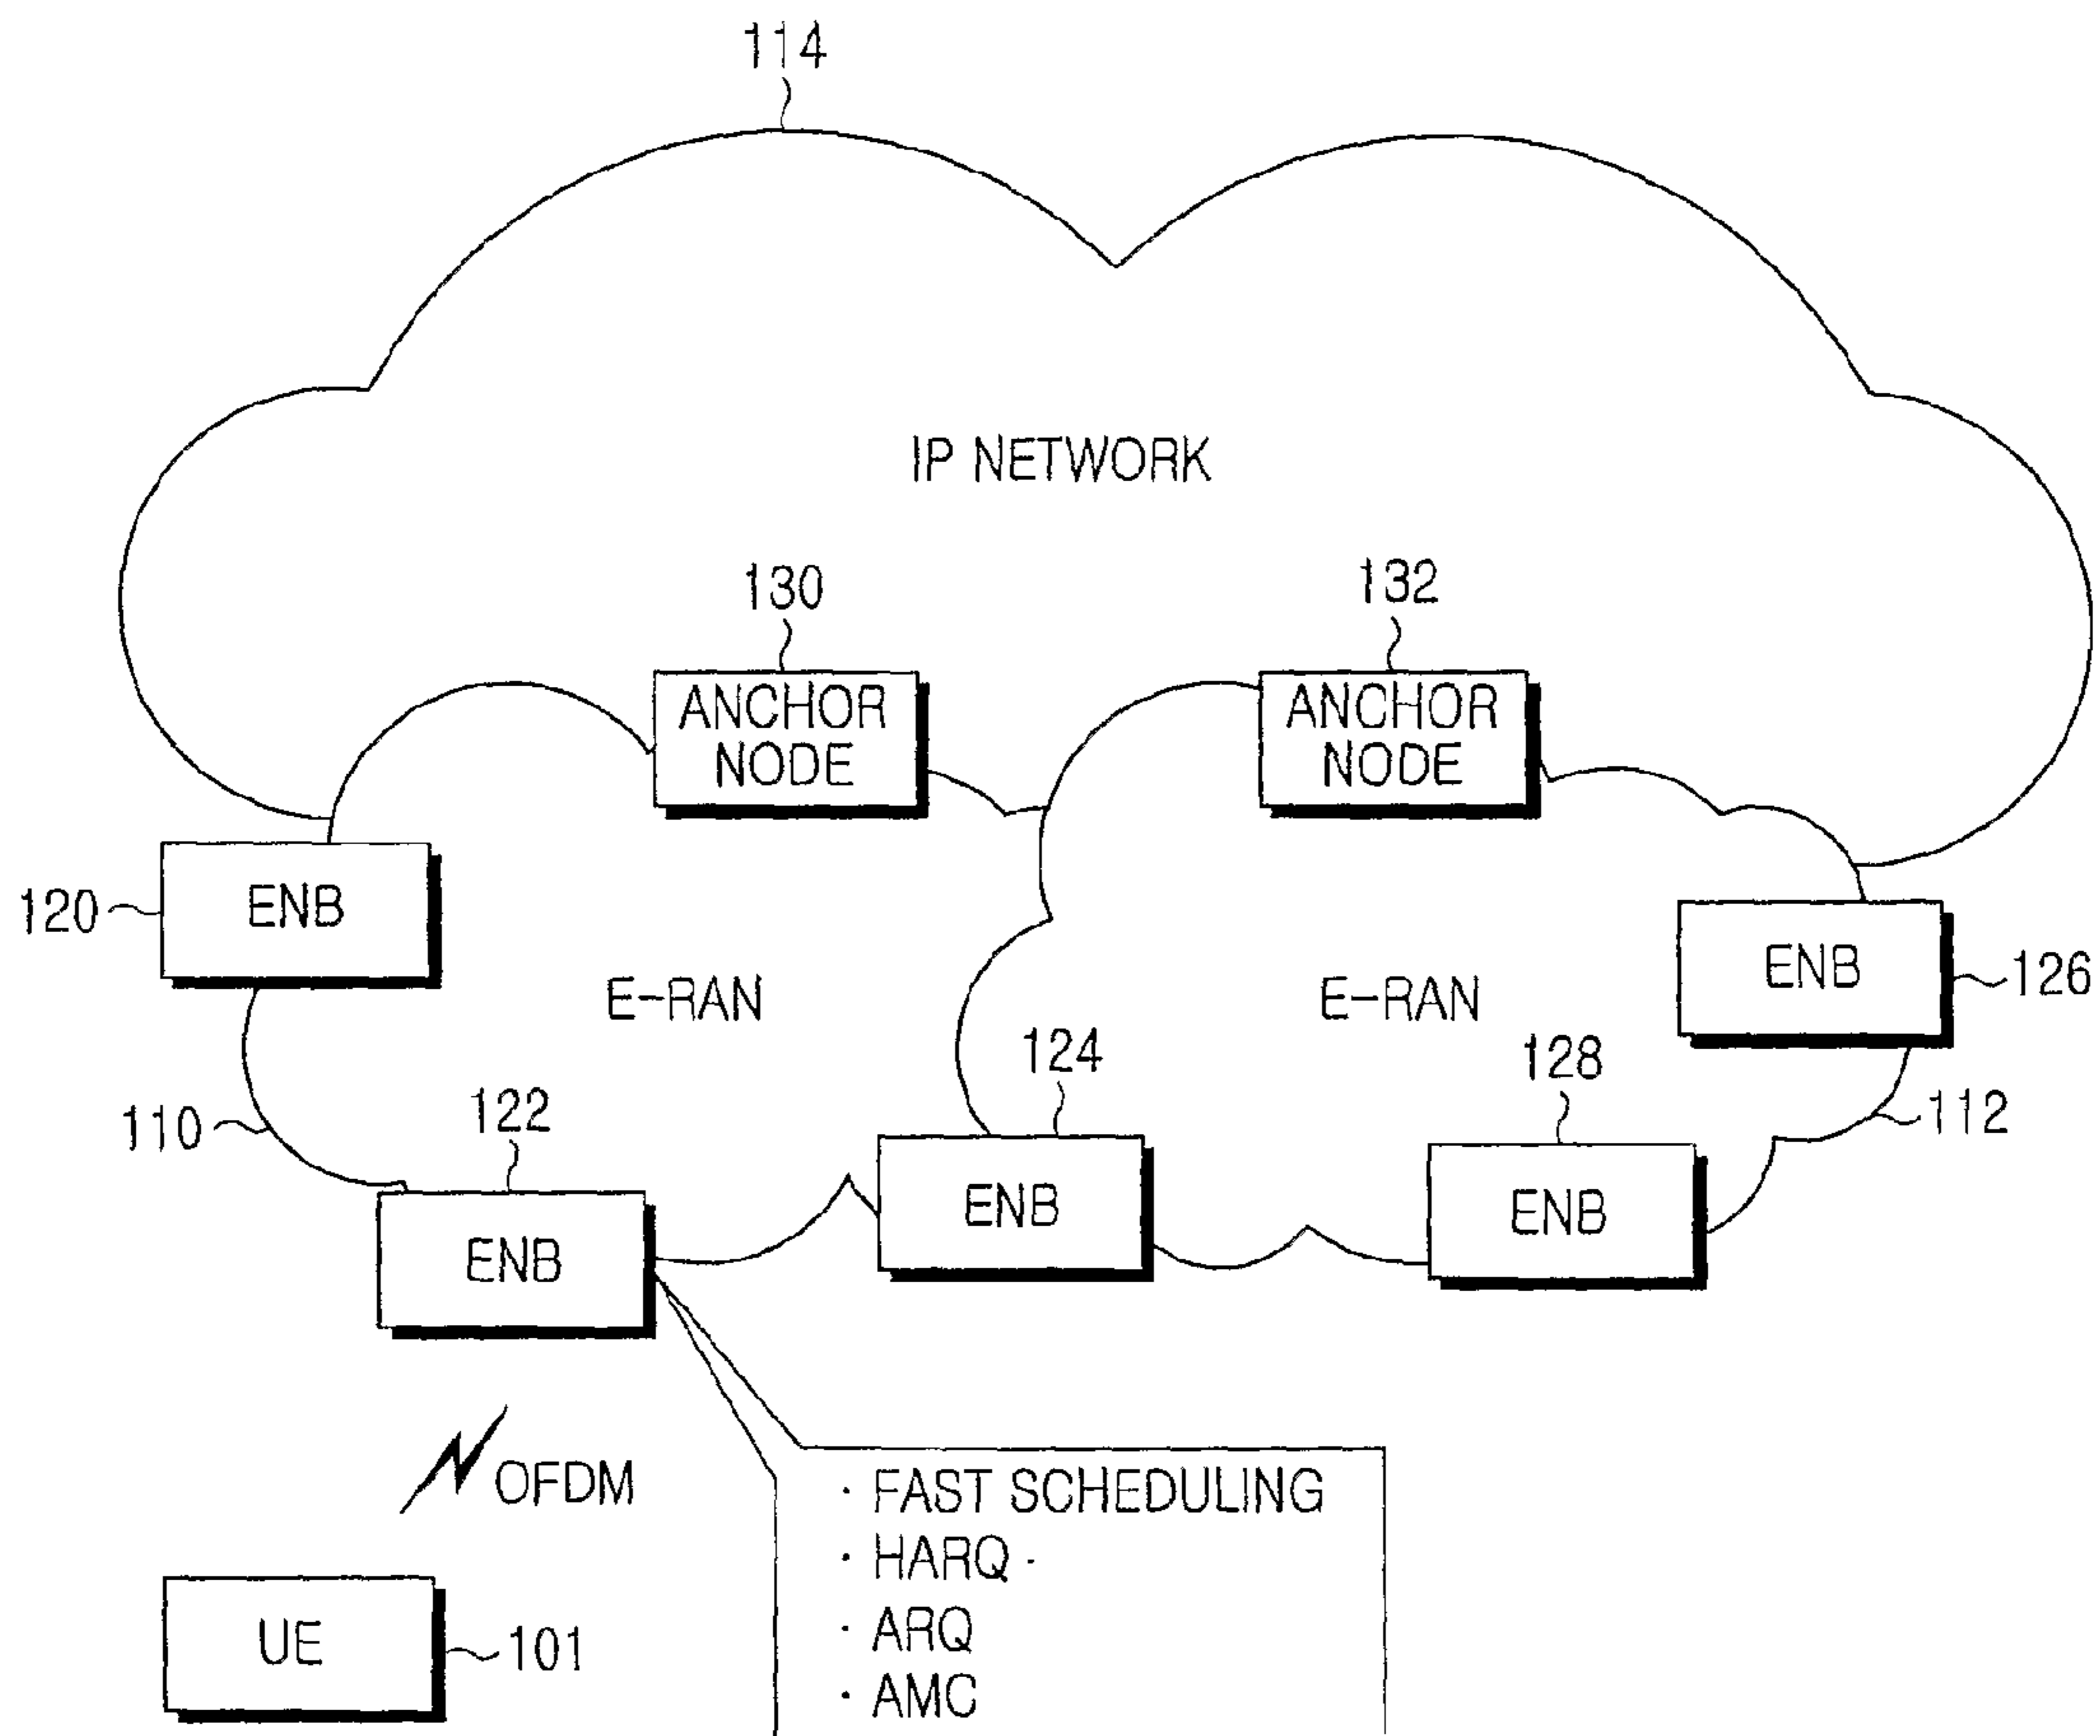 114
IP NETWORK
130
132
ANCHOR
NODE
ANCHOR
NODE
120
ENB
ENB
126
E-RAN
E-RAN
124
128
110
122
112
ENB
ENB
ENB
OFDM
· FAST SCHEDULING
· HARQ ·
· ARQ
· AMC
UE
101